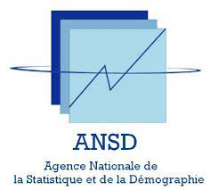 ANSD
Agence Nationale de
la Statistique et de la Démographie